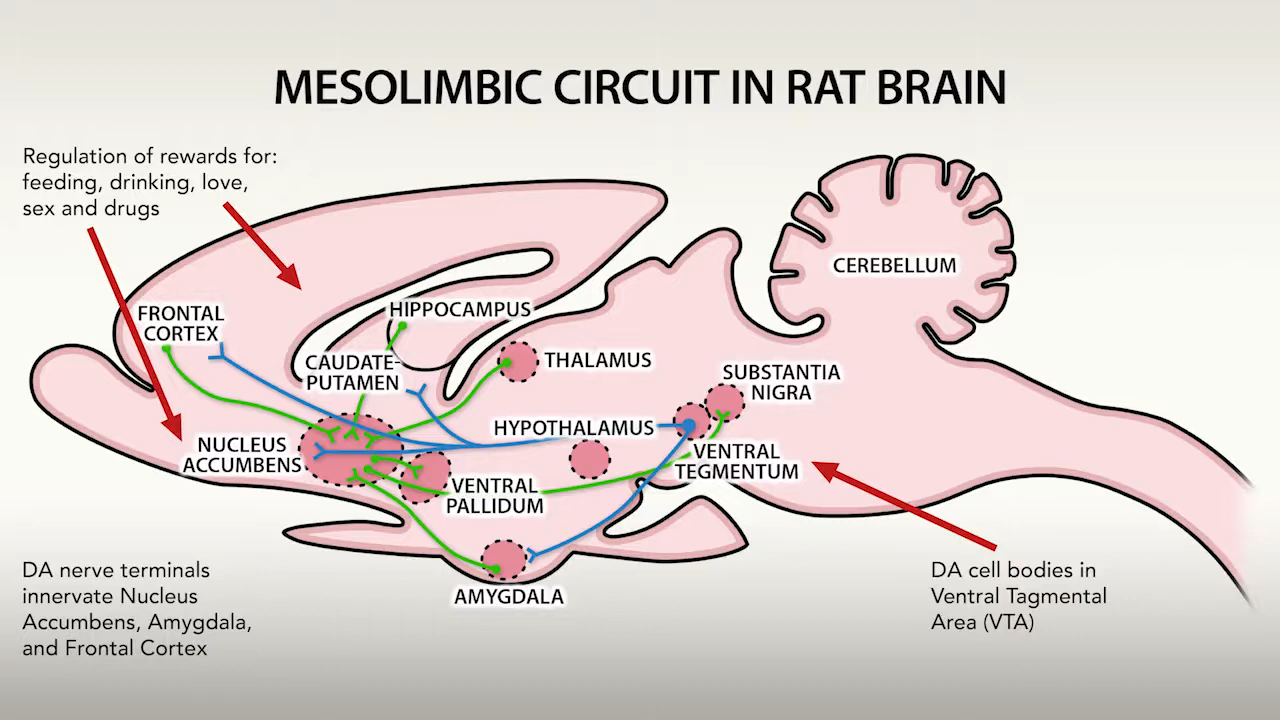 MESOLIMBIC CIRCUIT IN RAT BRAIN
Regulation of rewards for:
feeding, drinking, love,
sex and drugs
CEREBELLUM
FRONTAL
CORTEX
HIPPOCAMPUS
CAUDATE-
PUTAMEN
THALAMUS
SUBSTANTIA
NIGRA
NUCLEUS
ACCUMBENS
HYPOTHALAMUS
VENTRAL
TEGMENTUM
VENTRAL
PALLIDUM
AMYGDALA
DA nerve terminals
innervate Nucleus
Accumbens, Amygdala,
and Frontal Cortex
DA cell bodies in
Ventral Tagmental
Area (VTA)